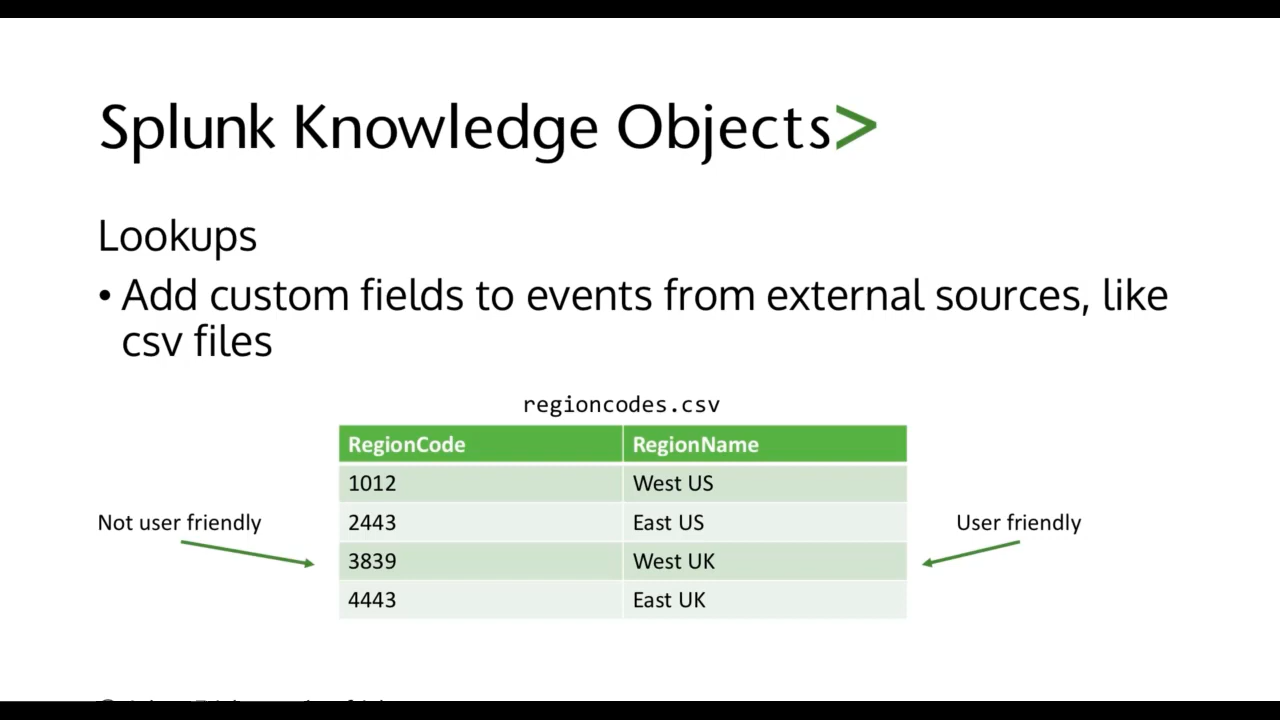 Splunk Knowledge Objects>
Lookups
• Add custom fields to events from external sources, like
csv files
regioncodes.csv
RegionCode RegionName
1012 West US
2443 East US
3839 West UK
4443 East UK
Not user friendly
User friendly